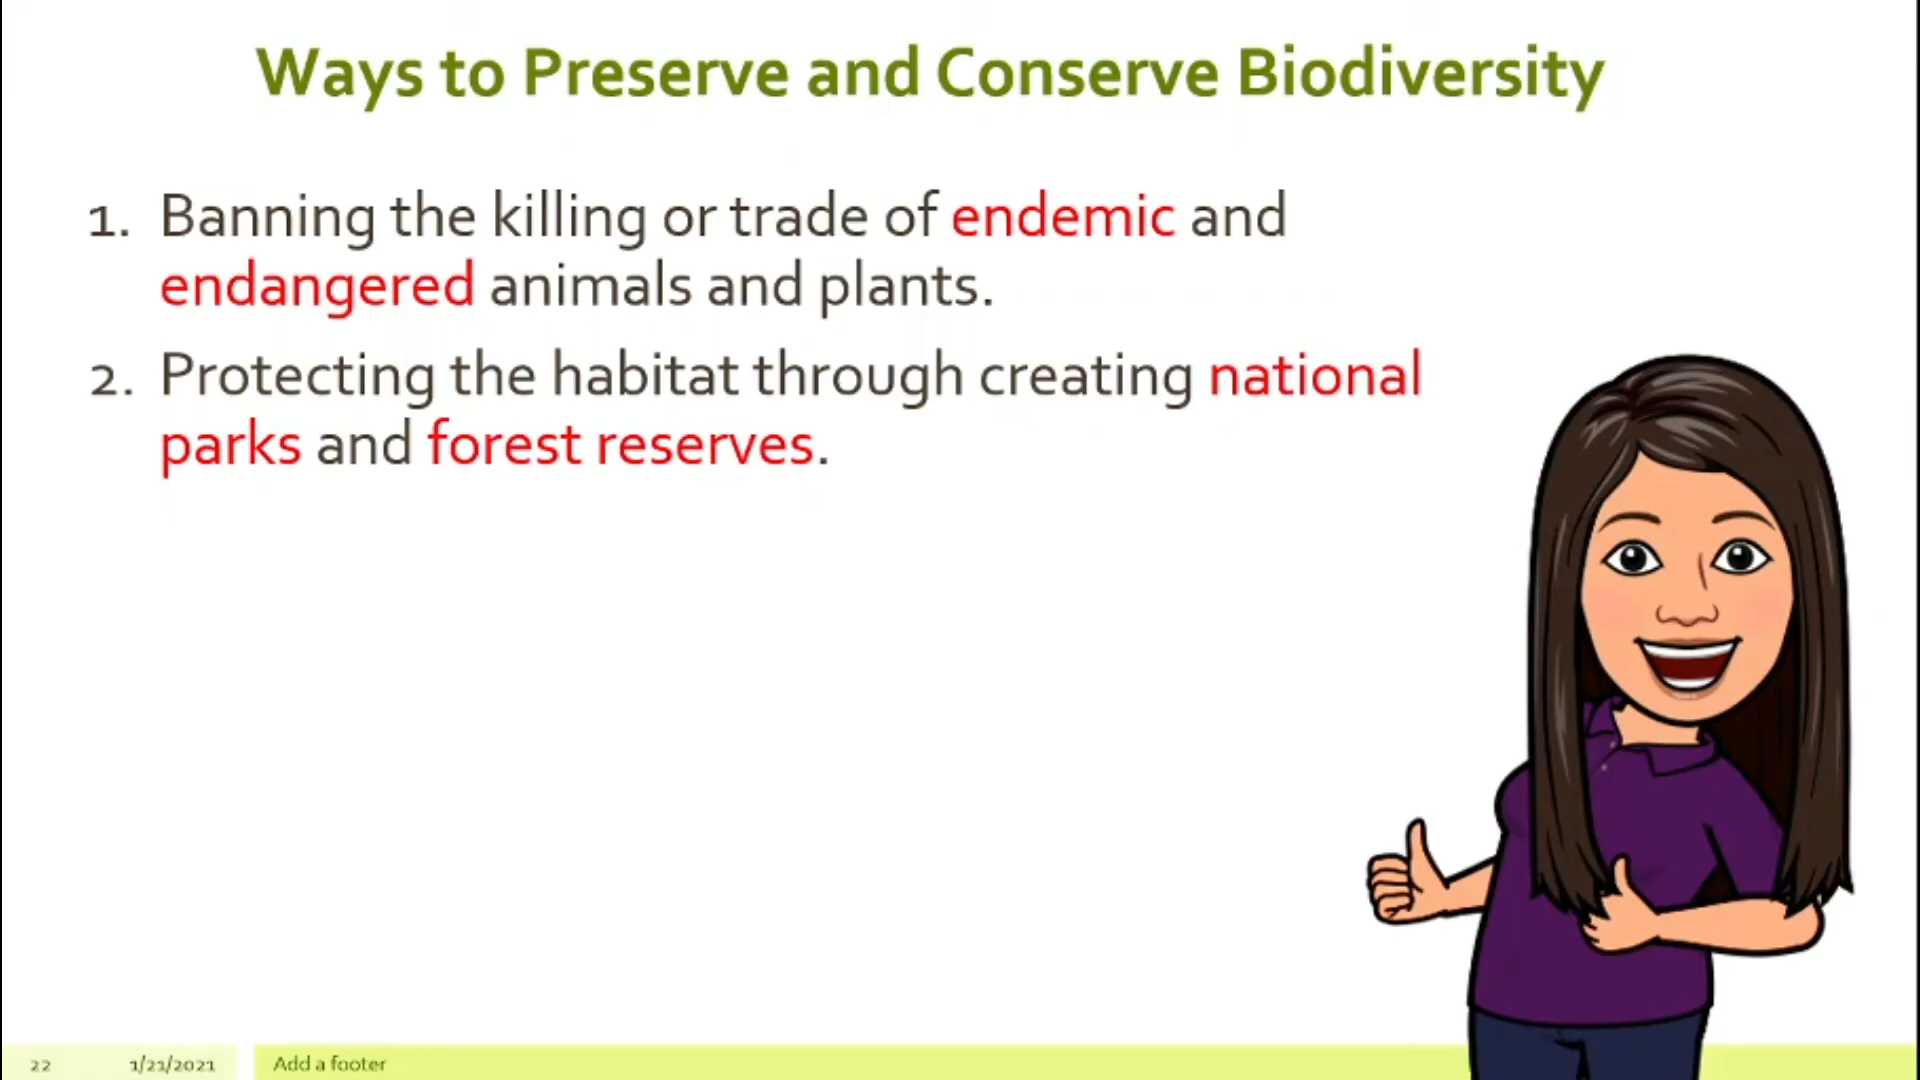 Ways to Preserve and Conserve Biodiversity
1. Banning the killing or trade of endemic and
endangered animals and plants.
2. Protecting the habitat through creating national
parks and forest reserves.
22 1/21/2021 Add a footer